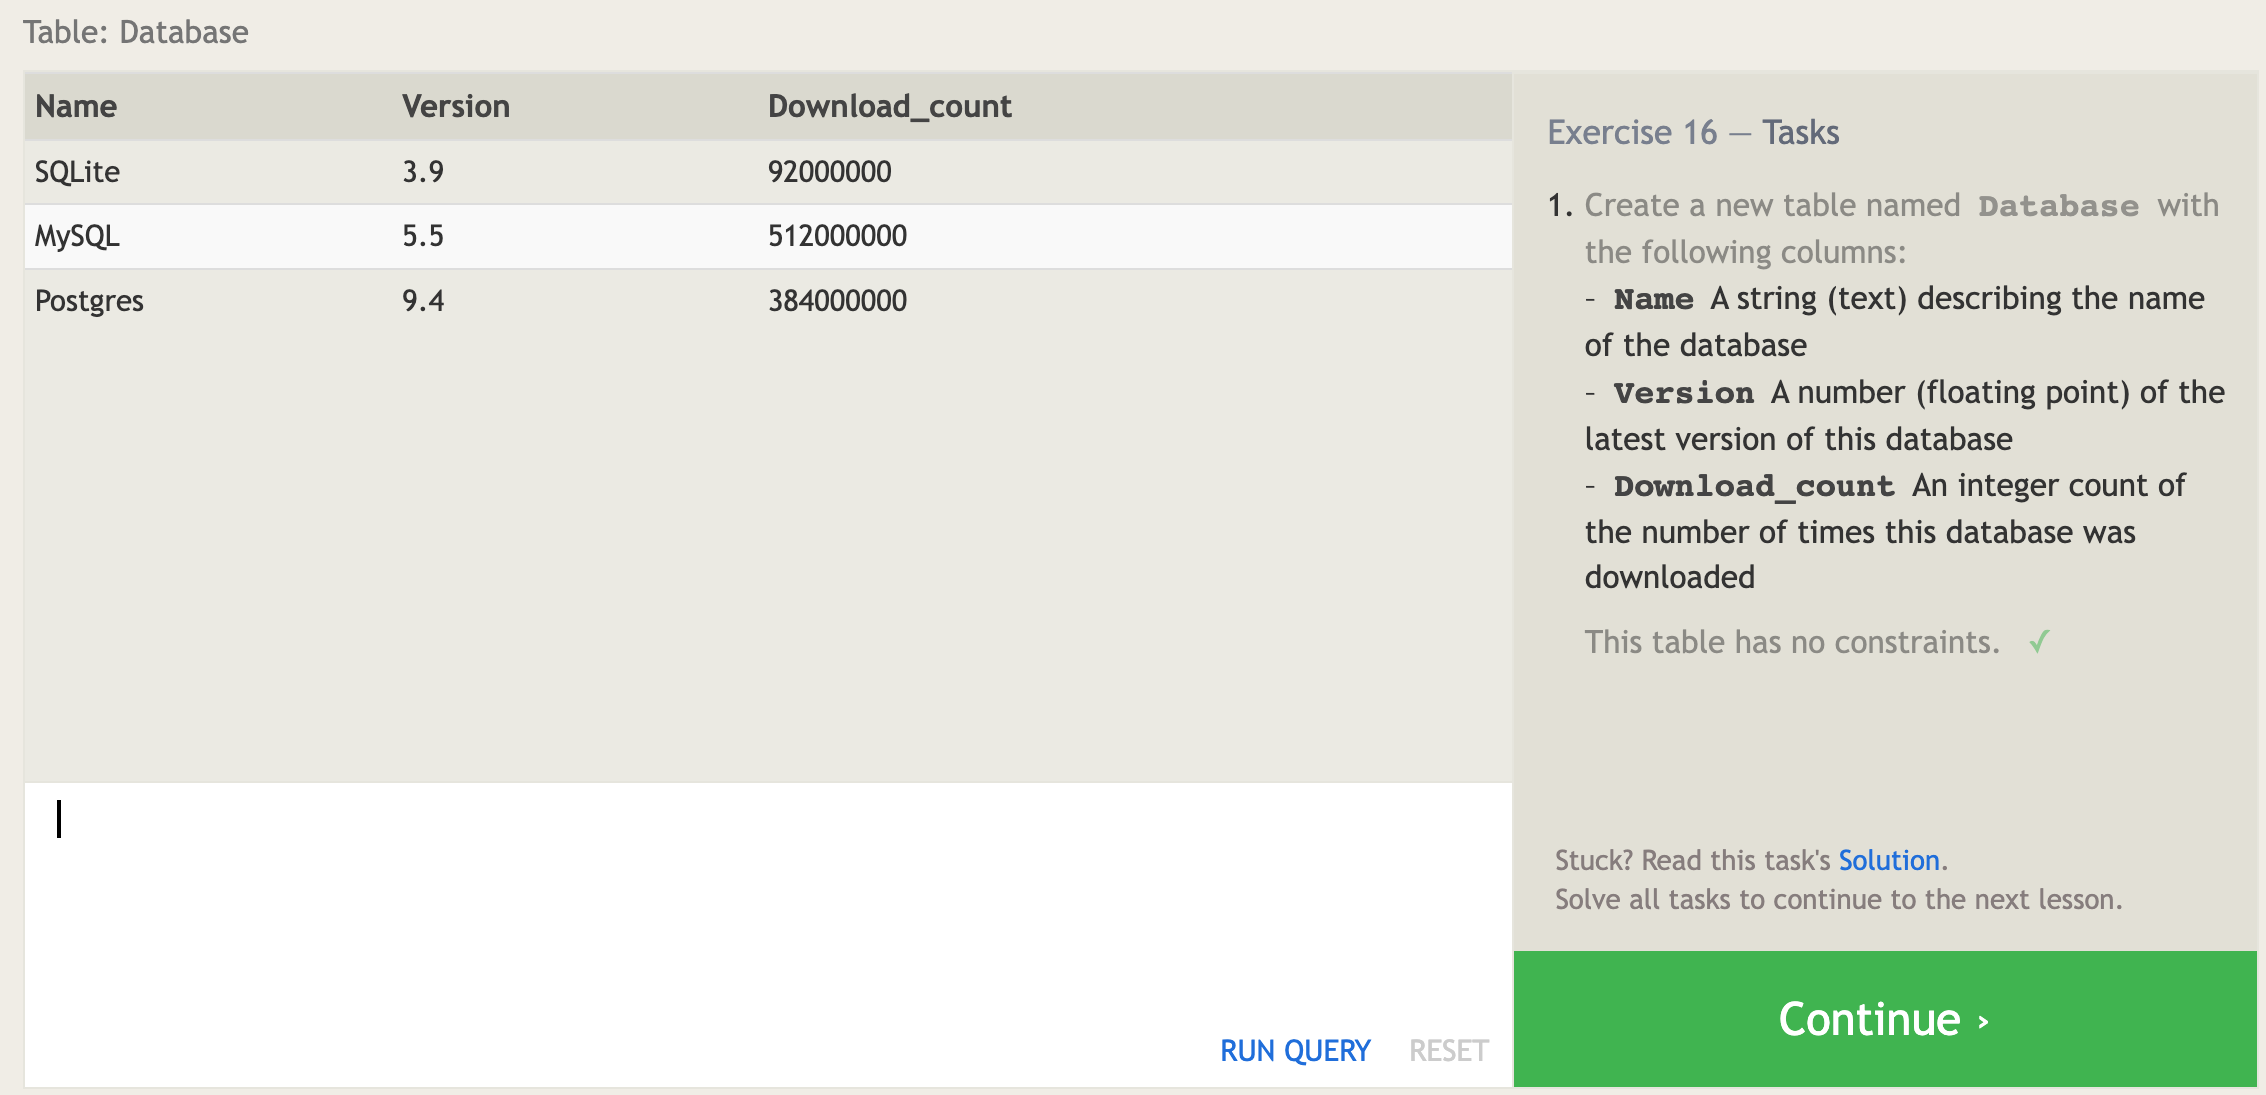 Table: Database
Name Version Download_count
SQLite 3.9 92000000
MySQL 5.5 512000000
Postgres 9.4 384000000
RUN QUERY RESET
Exercise 16 — Tasks
1. Create a new table named Database with
the following columns:
– Name A string (text) describing the name
of the database
– Version A number (floating point) of the
latest version of this database
– Download_count An integer count of
the number of times this database was
downloaded
This table has no constraints. ✓
Stuck? Read this task's Solution.
Solve all tasks to continue to the next lesson.
Continue ›